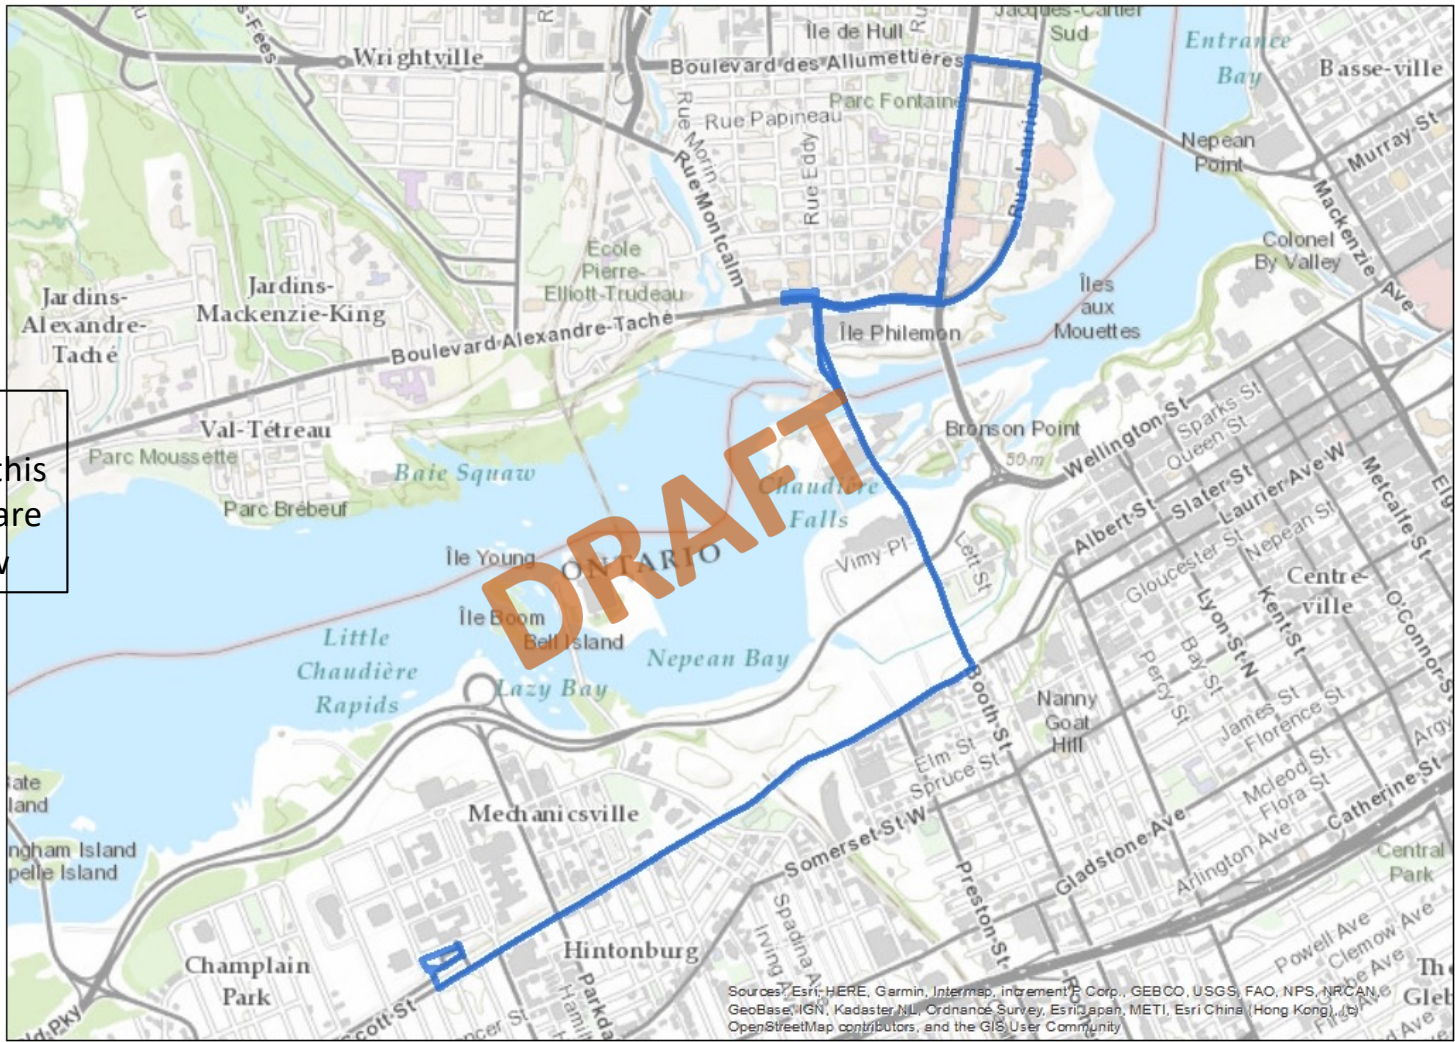 Jacques-Cartier
Sud
Île de Hull
Entrance
Bay
Wrightville
Boulevard des Allumettières
Basse-ville
Parc Fontaine
Rue Papineau
Rue Morin
Rue Eddy
Rue Laurier
Nepean
Point
Murray St
Rue Montcalm
Mackenzie Ave
Colonel
By Valley
Ecole
Pierre-
Elliott-Trudeau
Jardins-
Mackenzie-King
Jardins-
Alexandre-
Taché
Îles
aux
Mouettes
Boulevard Alexandre-Taché
Île Philemon
Val-Tétreau
Parc Moussette
Parc Brébeuf
Baie Squaw
Bronson Point
50 m
Wellington St
Sparks St
Queen St
Slater St
Laurier Ave W
Metcalfe St
Albert St
this
are
DRAFT
Chaudière
Falls
Vimy Pl
Lett St
Île Young
ONTARIO
Gloucester St
Nepean St
Centre-
ville
Lyon St N
Kent St
O'Connor St
Île Boom
Bell Island
Little
Chaudière
Rapids
Nepean Bay
Lazy Bay
Bay St
Percy St
James St
Florence St
Booth St
Nanny
Goat
Hill
Elm St
Spruce St
Mcleod St
Flora St
Catherine St
Arlington Ave
Gladstone Ave
Mechanicsville
Somerset St W
Preston St
Central
Park
Champlain
Park
Hintonburg
Scott St
Powell Ave
Clemow Ave
Sources: Esri, HERE, Garmin, Intermap, increment P Corp., GEBCO, USGS, FAO, NPS, NRCAN,
GeoBase, IGN, Kadaster NL, Ordnance Survey, Esri Japan, METI, Esri China (Hong Kong), (c)
OpenStreetMap contributors, and the GIS User Community